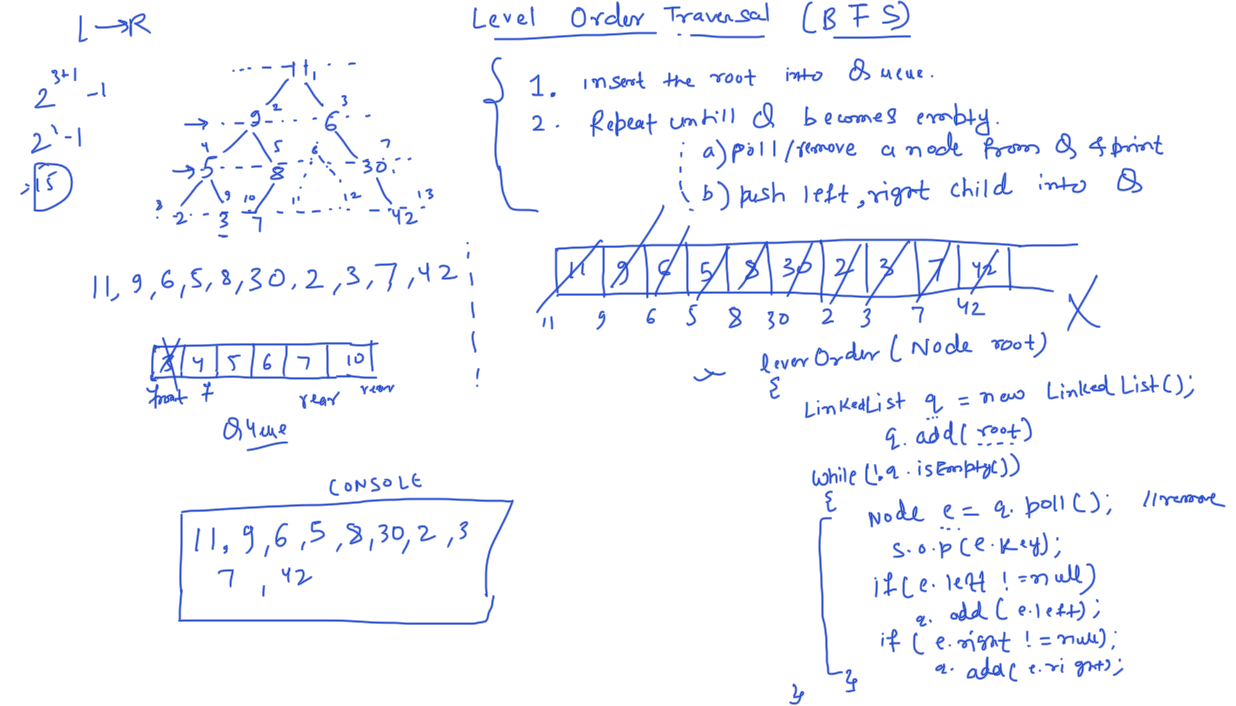 Level Order Traversal (BFS)
L→R
2^(3+1) -1
2^1 -1
15
11 1
9 2 6 3
5 4 8 5 6 30 7
2 8 3 9 7 10 11 12 42 13
11, 9, 6, 5, 8, 30, 2, 3, 7, 42
3 4 5 6 7 10
front f rear rear
Queue
CONSOLE
11, 9, 6, 5, 8, 30, 2, 3
7, 42
1. insert the root into Queue.
2. Repeat untill Q becomes empty.
a) poll/remove a node from Q & print
b) push left, right child into Q
11 9 6 5 8 30 2 3 7 42
11 9 6 5 8 30 2 3 7 42
leverOrder (Node root)
{
LinkedList q = new LinkedList();
q. add( root)
while (!q. isEmpty())
{
Node e = q. poll(); //remove
s.o.p(e.key);
if(e. left != null)
q. add( e.left);
if ( e.right != null);
q. add( e.right);
}
}